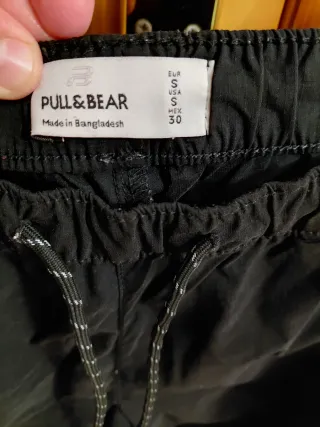 PULL&BEAR
Made in Bangladesh
EUR
S
USA
S
MEX
30